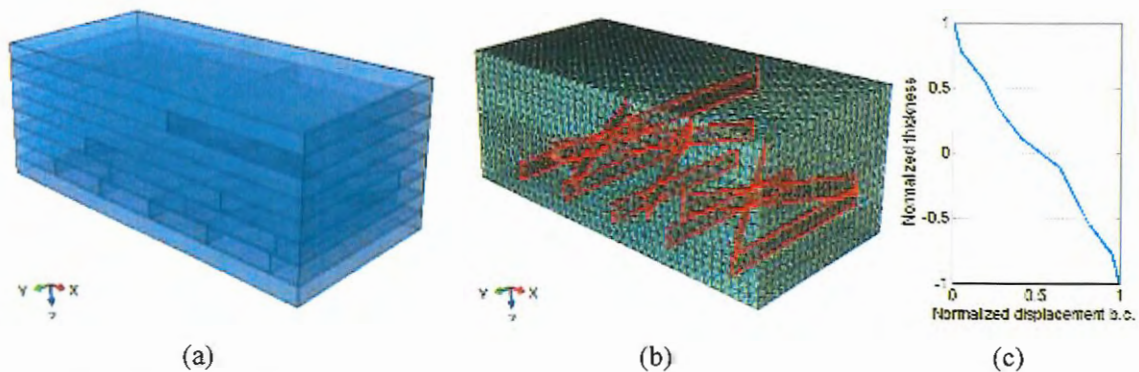 Y X
Z
(a)
Y X
Z
(b)
1
0.5
0
-0.5
-1
Normalized thickness
0 0.5 1
Normalized displacement b.c.
(c)